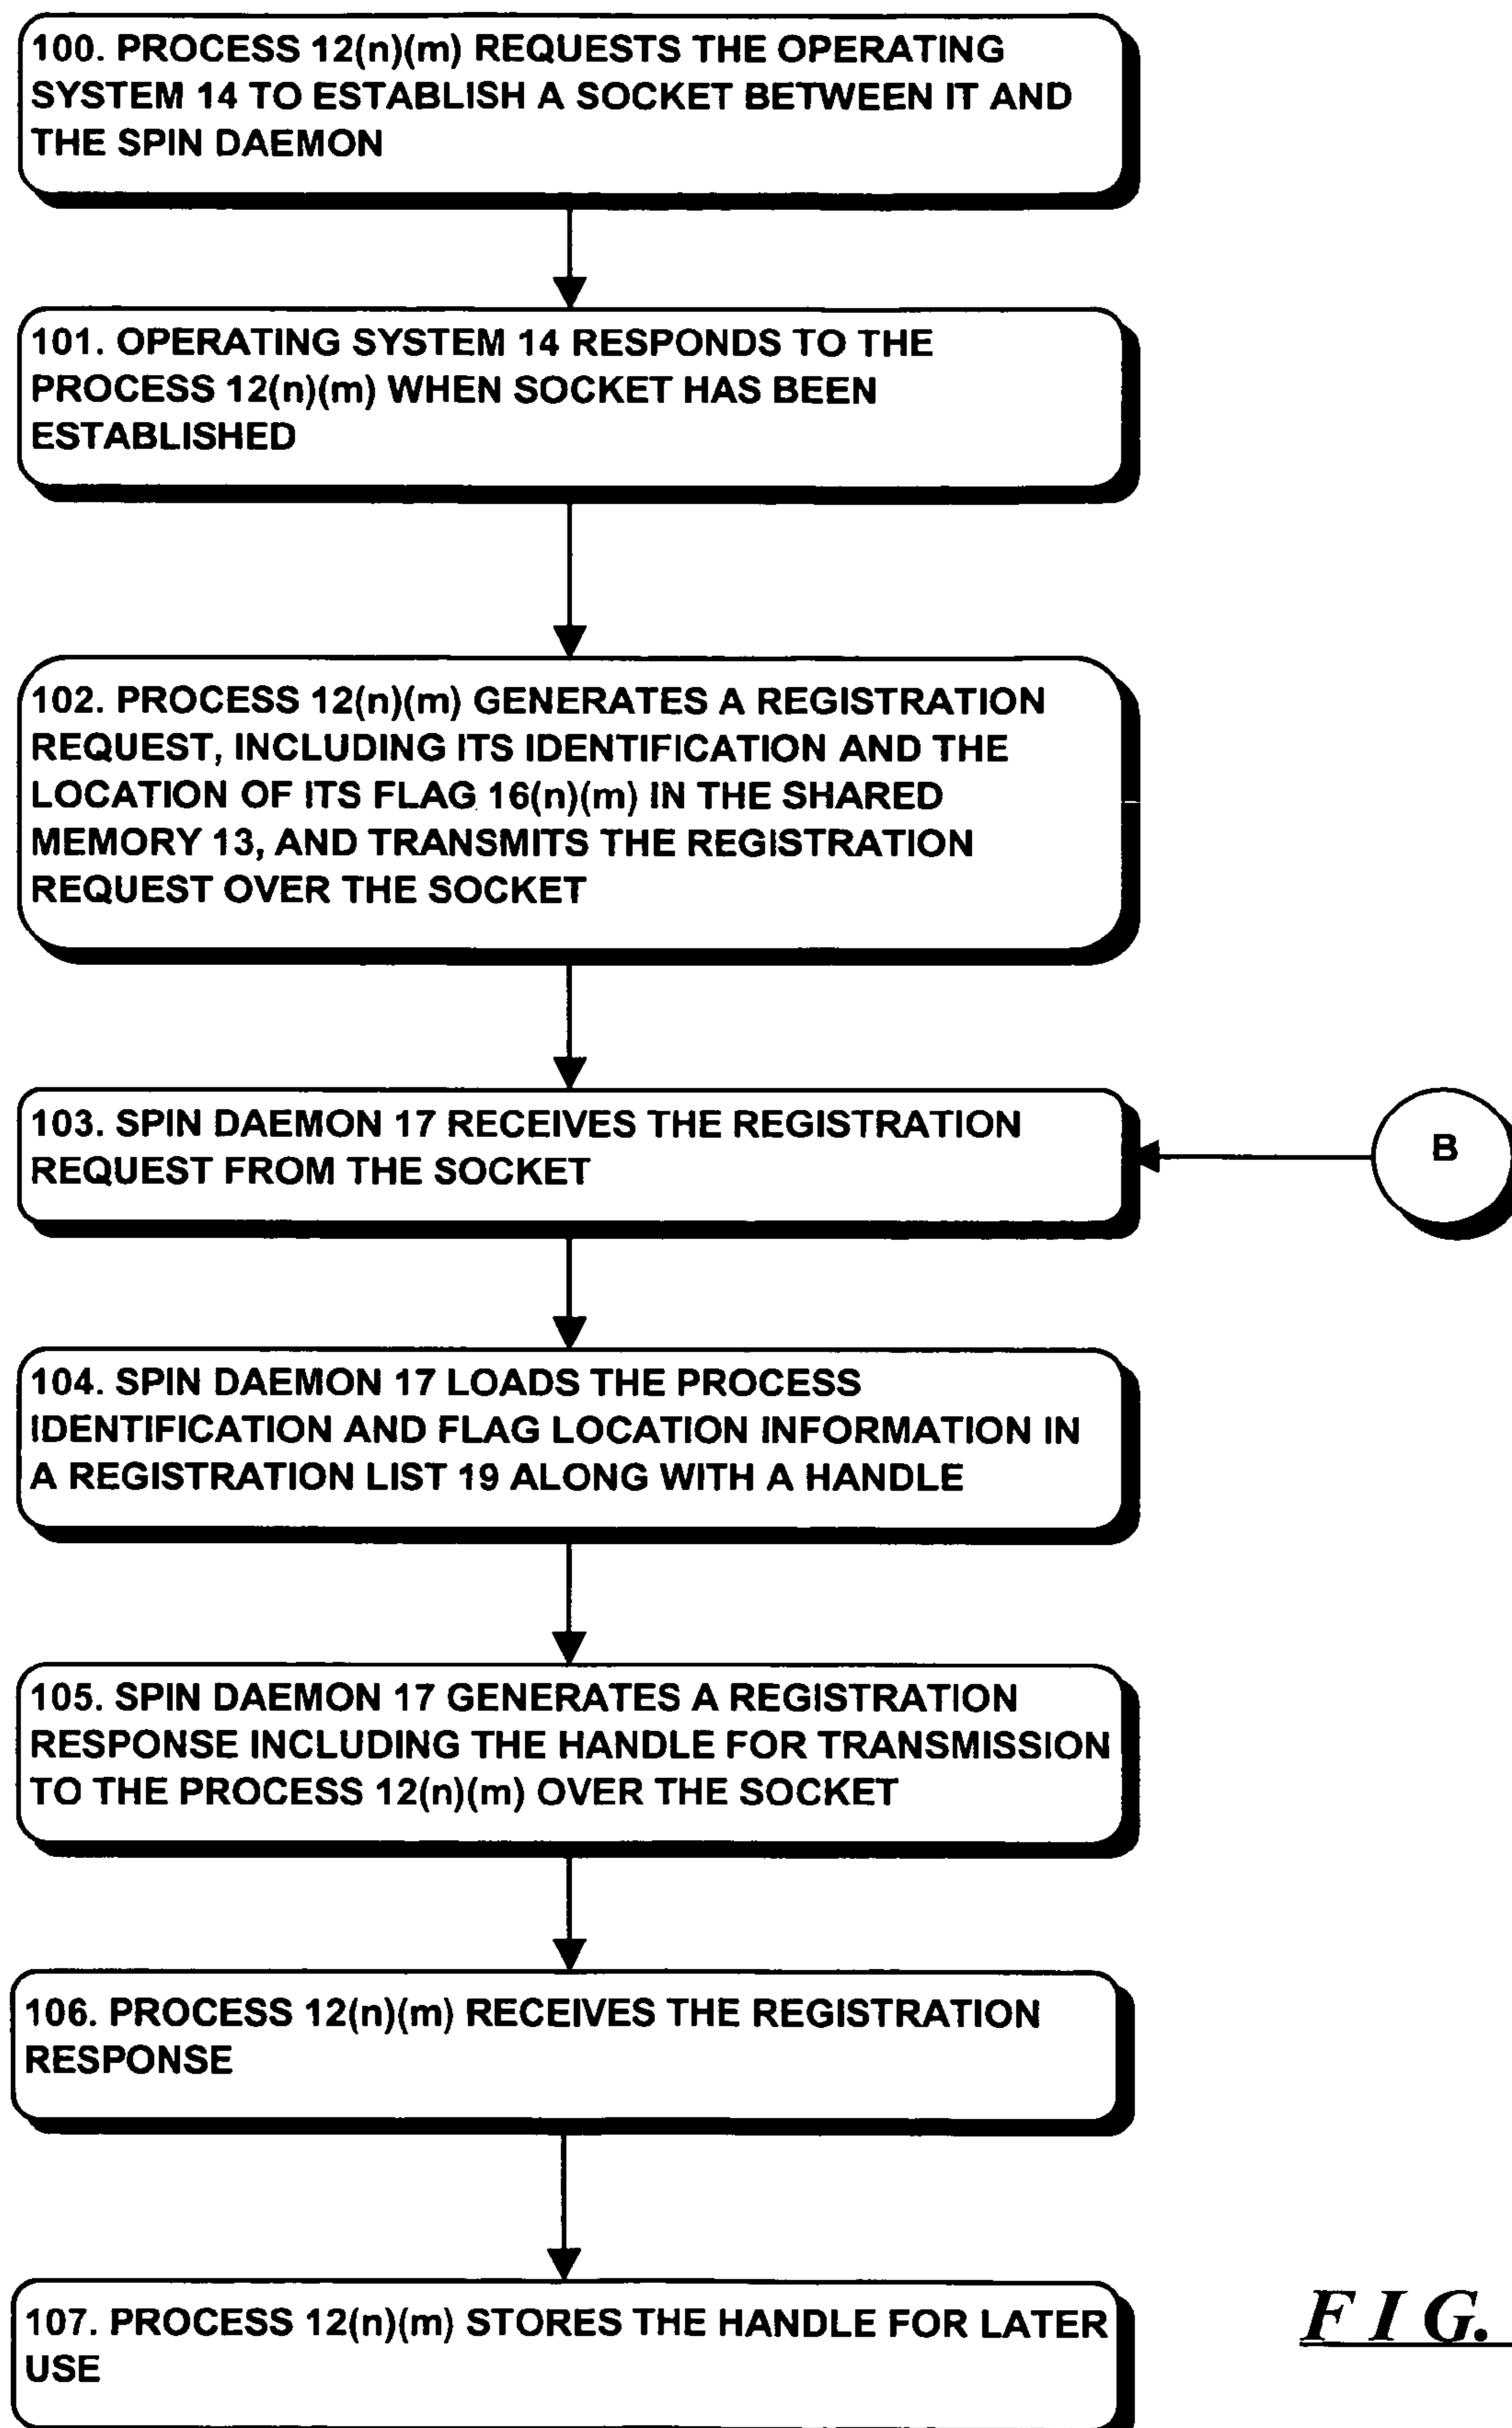 100. PROCESS 12(n)(m) REQUESTS THE OPERATING
SYSTEM 14 TO ESTABLISH A SOCKET BETWEEN IT AND
THE SPIN DAEMON
101. OPERATING SYSTEM 14 RESPONDS TO THE
PROCESS 12(n)(m) WHEN SOCKET HAS BEEN
ESTABLISHED
102. PROCESS 12(n)(m) GENERATES A REGISTRATION
REQUEST, INCLUDING ITS IDENTIFICATION AND THE
LOCATION OF ITS FLAG 16(n)(m) IN THE SHARED
MEMORY 13, AND TRANSMITS THE REGISTRATION
REQUEST OVER THE SOCKET
103. SPIN DAEMON 17 RECEIVES THE REGISTRATION
REQUEST FROM THE SOCKET
B
104. SPIN DAEMON 17 LOADS THE PROCESS
IDENTIFICATION AND FLAG LOCATION INFORMATION IN
A REGISTRATION LIST 19 ALONG WITH A HANDLE
105. SPIN DAEMON 17 GENERATES A REGISTRATION
RESPONSE INCLUDING THE HANDLE FOR TRANSMISSION
TO THE PROCESS 12(n)(m) OVER THE SOCKET
106. PROCESS 12(n)(m) RECEIVES THE REGISTRATION
RESPONSE
107. PROCESS 12(n)(m) STORES THE HANDLE FOR LATER
USE
FIG.